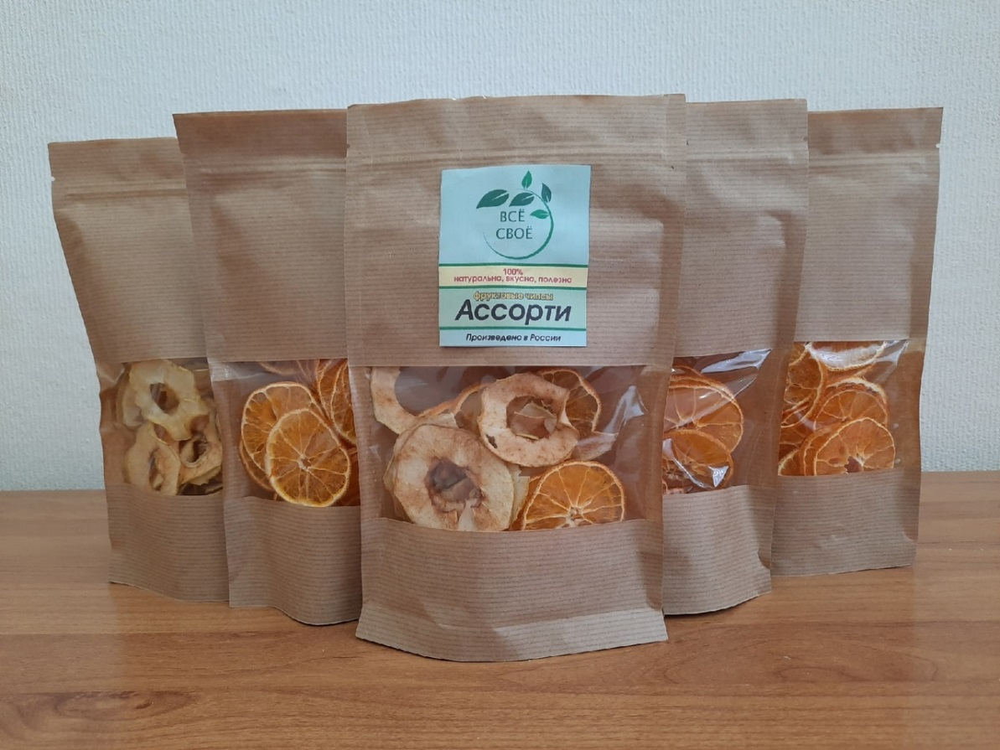 ВСЁ
СВОЁ
100%
натурально, вкусно, полезно
фруктовые чипсы
Ассорти
Произведено в России